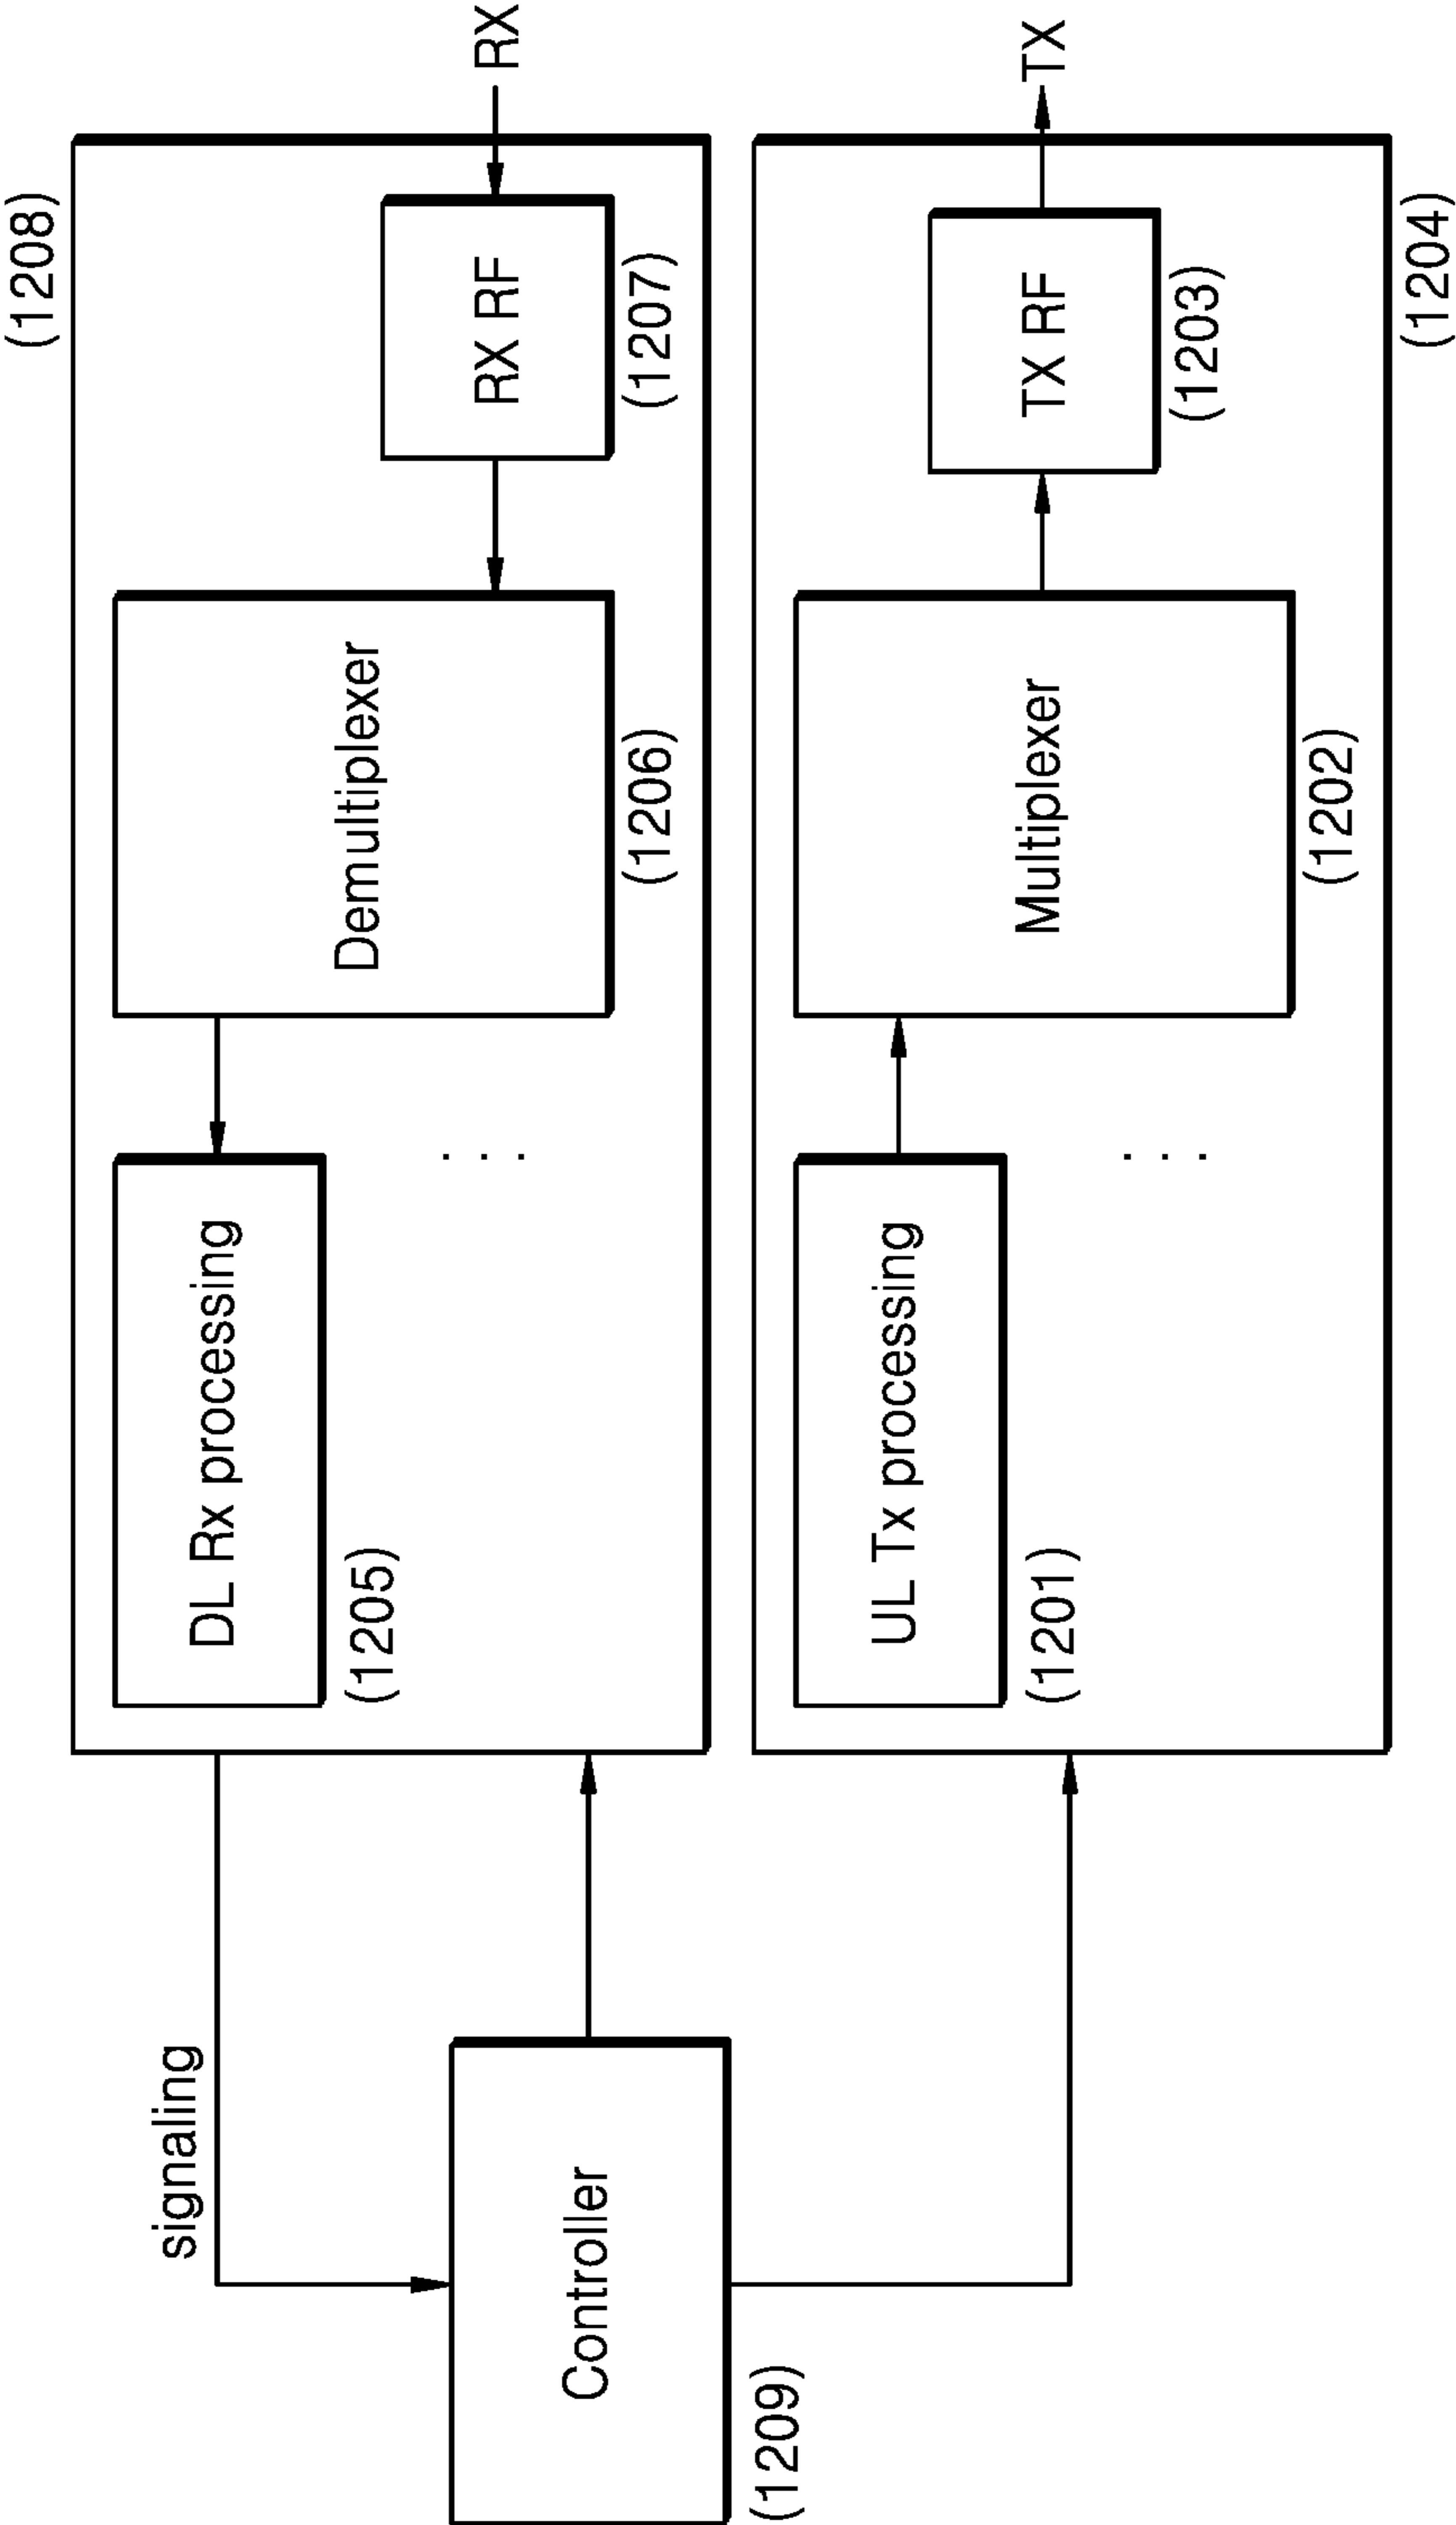 (1208)
signaling
DL Rx processing
(1205)
. . .
Demultiplexer
(1206)
RX RF
(1207)
RX
Controller
(1209)
UL Tx processing
(1201)
. . .
Multiplexer
(1202)
TX RF
(1203)
TX
(1204)